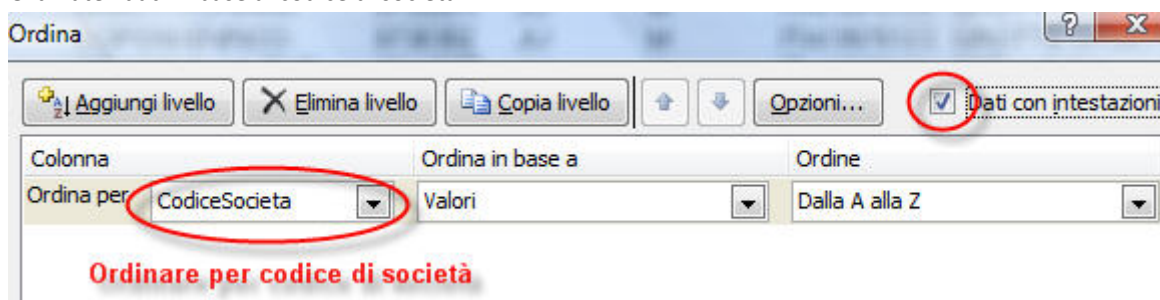 Ordina
?
X
Aggiungi livello Elimina livello Copia livello Opzioni... Dati con intestazioni
Colonna Ordina in base a Ordine
Ordina per CodiceSocieta Valori Dalla A alla Z
Ordinare per codice di società